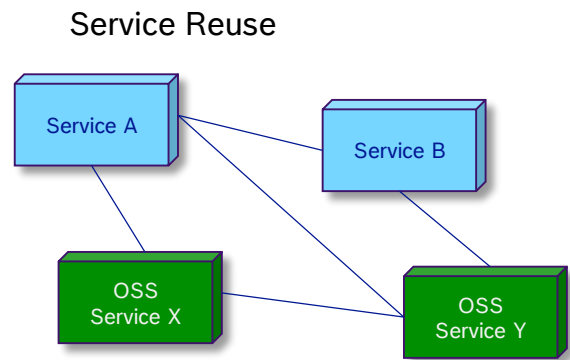 Service Reuse
Service A
Service B
OSS
Service X
OSS
Service Y